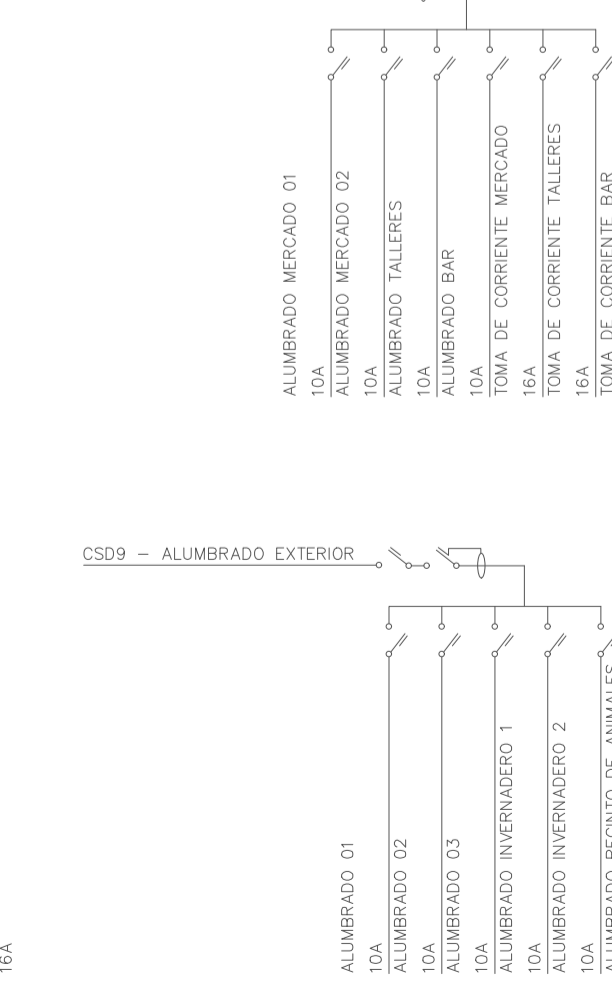 ALUMBRADO MERCADO 01
10A
ALUMBRADO MERCADO 02
10A
ALUMBRADO TALLERES
10A
ALUMBRADO BAR
10A
TOMA DE CORRIENTE MERCADO
16A
TOMA DE CORRIENTE TALLERES
16A
TOMA DE CORRIENTE BAR
CSD9 – ALUMBRADO EXTERIOR
16A
ALUMBRADO 01
10A
ALUMBRADO 02
10A
ALUMBRADO 03
10A
ALUMBRADO INVERNADERO 1
10A
ALUMBRADO INVERNADERO 2
10A
ALUMBRADO RECINTO DE ANIMALES